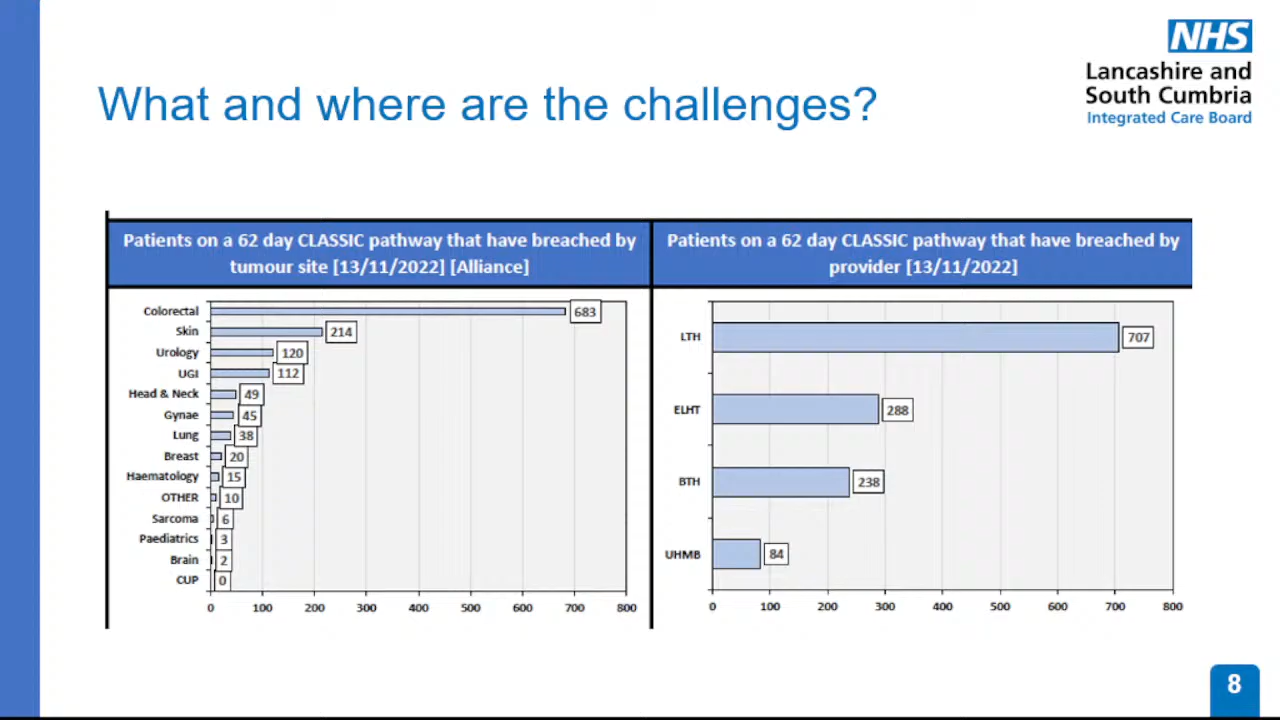 NHS
Lancashire and
South Cumbria
Integrated Care Board
What and where are the challenges?
Patients on a 62 day CLASSIC pathway that have breached by
tumour site [13/11/2022] [Alliance]
Colorectal 683
Skin 214
Urology 120
UGI 112
Head & Neck 49
Gynae 45
Lung 38
Breast 20
Haematology 15
OTHER 10
Sarcoma 6
Paediatrics 3
Brain 2
CUP 0
0 100 200 300 400 500 600 700 800
Patients on a 62 day CLASSIC pathway that have breached by
provider [13/11/2022]
LTH 707
ELHT 288
BTH 238
UHMB 84
0 100 200 300 400 500 600 700 800
8